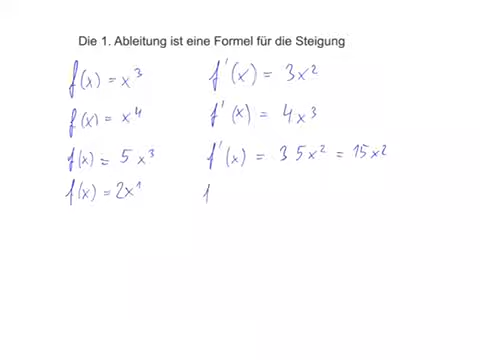 Die 1. Ableitung ist eine Formel für die Steigung
f(x) = x³ f'(x) = 3x²
f(x) = x⁴ f'(x) = 4x³
f(x) = 5x³ f'(x) = 3 5x² = 15x²
f(x) = 2x¹